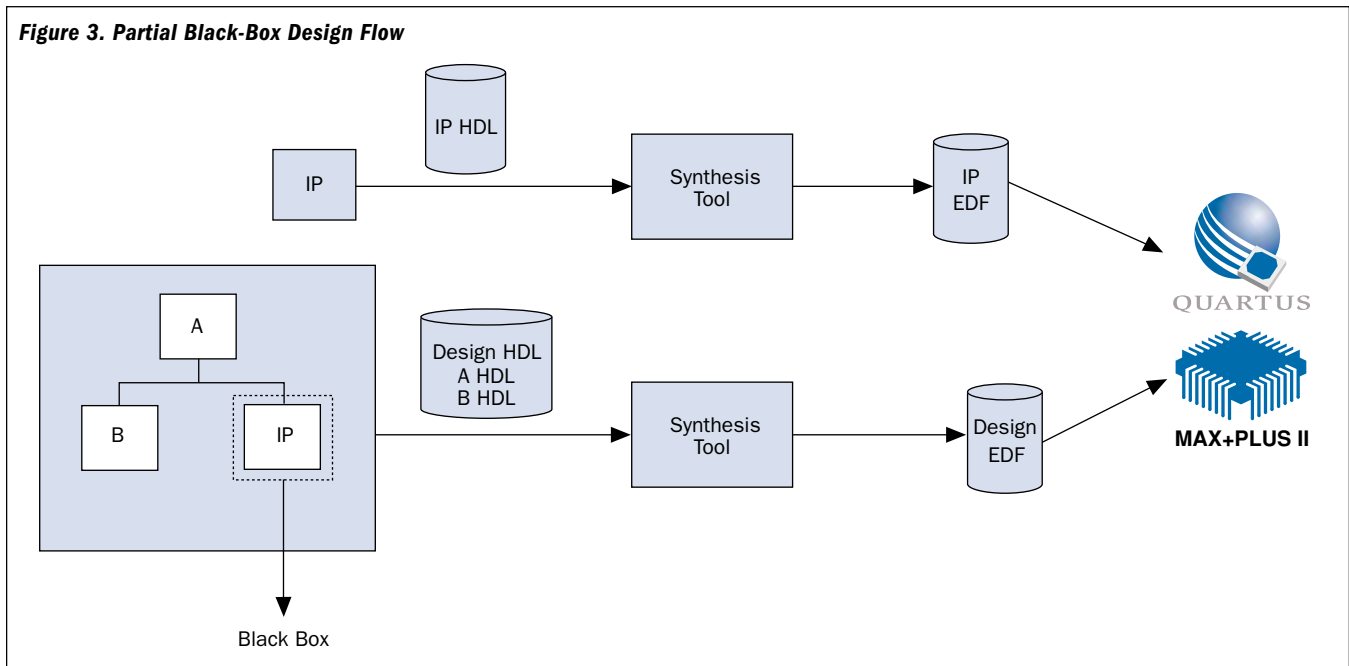 Figure 3. Partial Black-Box Design Flow
IP HDL
IP
Synthesis
Tool
IP
EDF
QUARTUS
A
B
IP
Design HDL
A HDL
B HDL
Synthesis
Tool
Design
EDF
MAX+PLUS II
Black Box